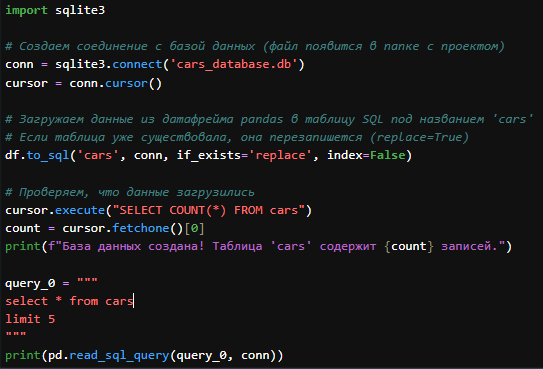 import sqlite3
# Создаем соединение с базой данных (файл появится в папке с проектом)
conn = sqlite3.connect('cars_database.db')
cursor = conn.cursor()
# Загружаем данные из датафрейма pandas в таблицу SQL под названием 'cars'
# Если таблица уже существовала, она перезапишется (replace=True)
df.to_sql('cars', conn, if_exists='replace', index=False)
# Проверяем, что данные загрузились
cursor.execute("SELECT COUNT(*) FROM cars")
count = cursor.fetchone()[0]
print(f"База данных создана! Таблица 'cars' содержит {count} записей.")
query_0 = """
select * from cars
limit 5
"""
print(pd.read_sql_query(query_0, conn))